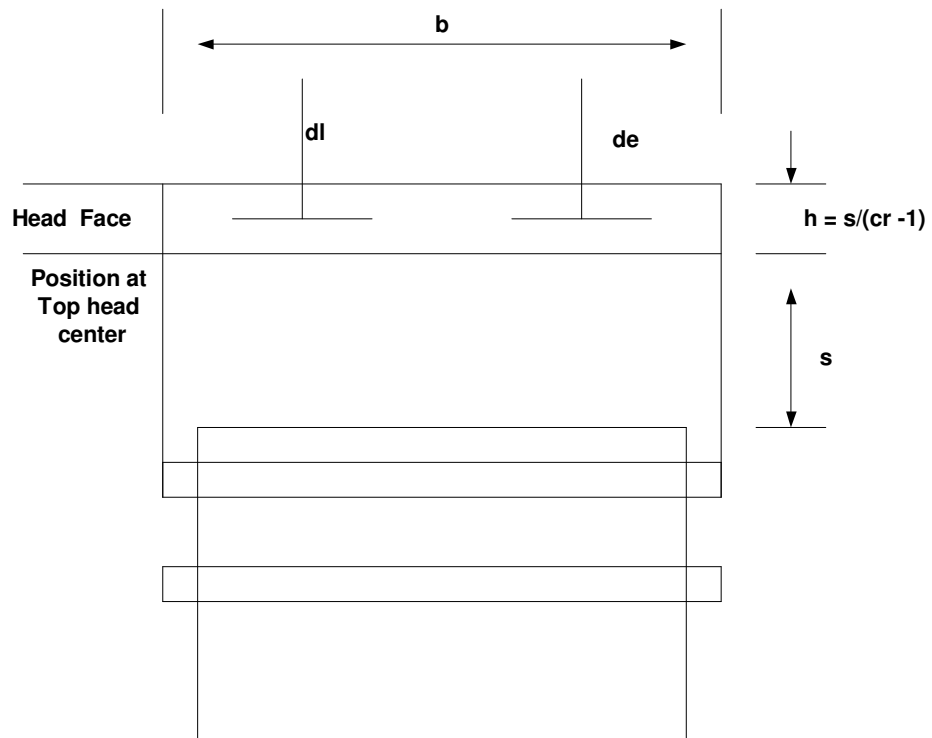 b
dl
de
Head Face
h = s/(cr -1)
Position at
Top head
center
s